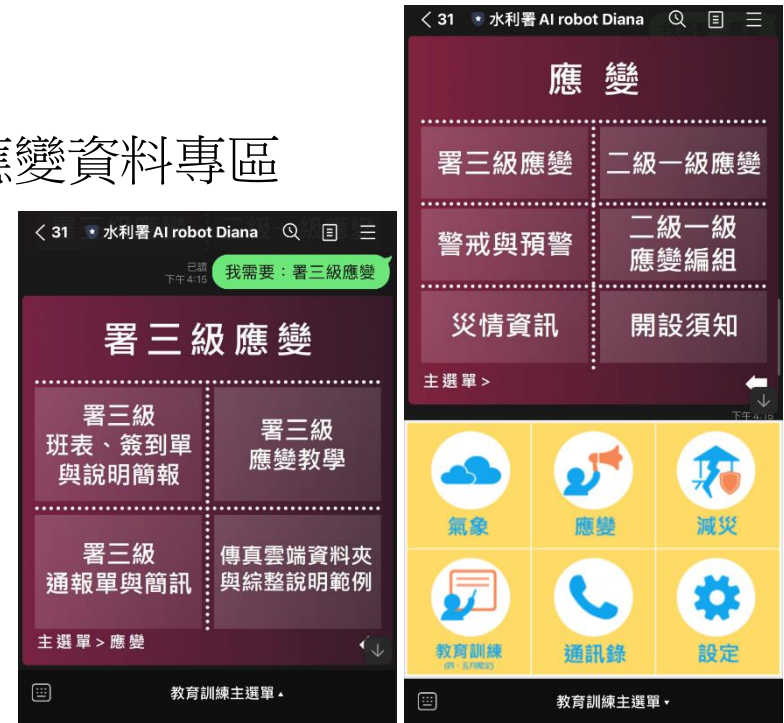 應變資料專區
31 水利署 AI robot Diana
已讀
下午4:15
我需要：署三級應變
署三級應變
署三級
班表、簽到單
與說明簡報
署三級
應變教學
署三級
通報單與簡訊
傳真雲端資料夾
與綜整說明範例
主選單 > 應變
教育訓練主選單
31 水利署 AI robot Diana
應變
署三級應變
二級一級應變
警戒與預警
二級一級
應變編組
災情資訊
開設須知
主選單 >
氣象
應變
減災
教育訓練
通訊錄
設定
教育訓練主選單